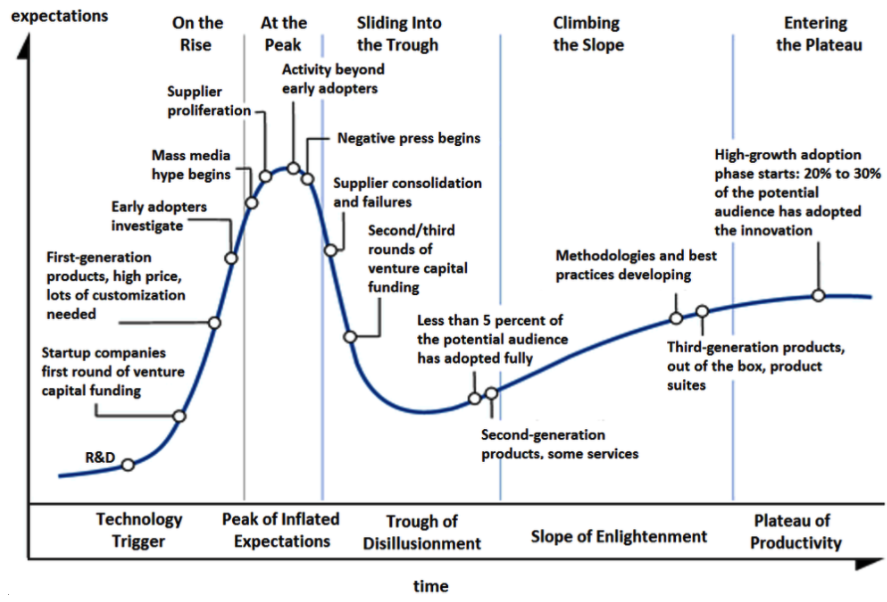 expectations
On the
Rise
At the
Peak
Sliding Into
the Trough
Climbing
the Slope
Entering
the Plateau
Activity beyond
early adopters
Supplier
proliferation
Negative press begins
Mass media
hype begins
High-growth adoption
phase starts: 20% to 30%
of the potential
audience has adopted
the innovation
Supplier consolidation
and failures
Early adopters
investigate
Second/third
rounds of
venture capital
funding
First-generation
products, high price,
lots of customization
needed
Methodologies and best
practices developing
Less than 5 percent of
the potential audience
has adopted fully
Startup companies
first round of venture
capital funding
Third-generation products,
out of the box, product
suites
Second-generation
products, some services
R&D
Technology
Trigger
Peak of Inflated
Expectations
Trough of
Disillusionment
Slope of Enlightenment
Plateau of
Productivity
time